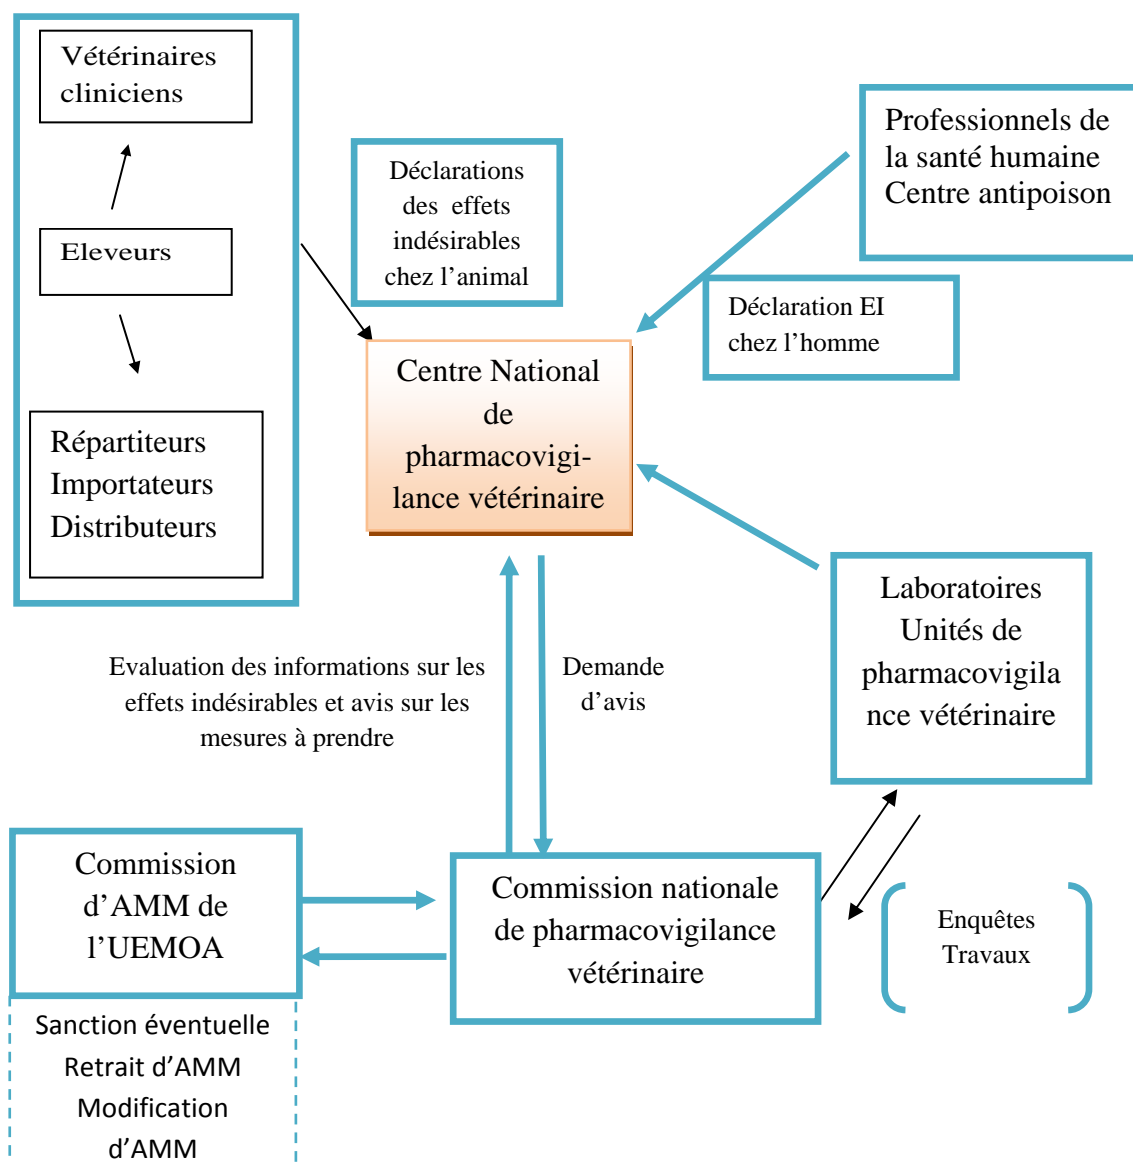 Vétérinaires
cliniciens
Eleveurs
Répartiteurs
Importateurs
Distributeurs
Déclarations
des effets
indésirables
chez l’animal
Professionnels de
la santé humaine
Centre antipoison
Déclaration EI
chez l’homme
Centre National
de
pharmacovigi-
lance vétérinaire
Laboratoires
Unités de
pharmacovigila
nce vétérinaire
Evaluation des informations sur les
effets indésirables et avis sur les
mesures à prendre
Demande
d’avis
Commission
d’AMM de
l’UEMOA
Commission nationale
de pharmacovigilance
vétérinaire
Enquêtes
Travaux
Sanction éventuelle
Retrait d’AMM
Modification
d’AMM